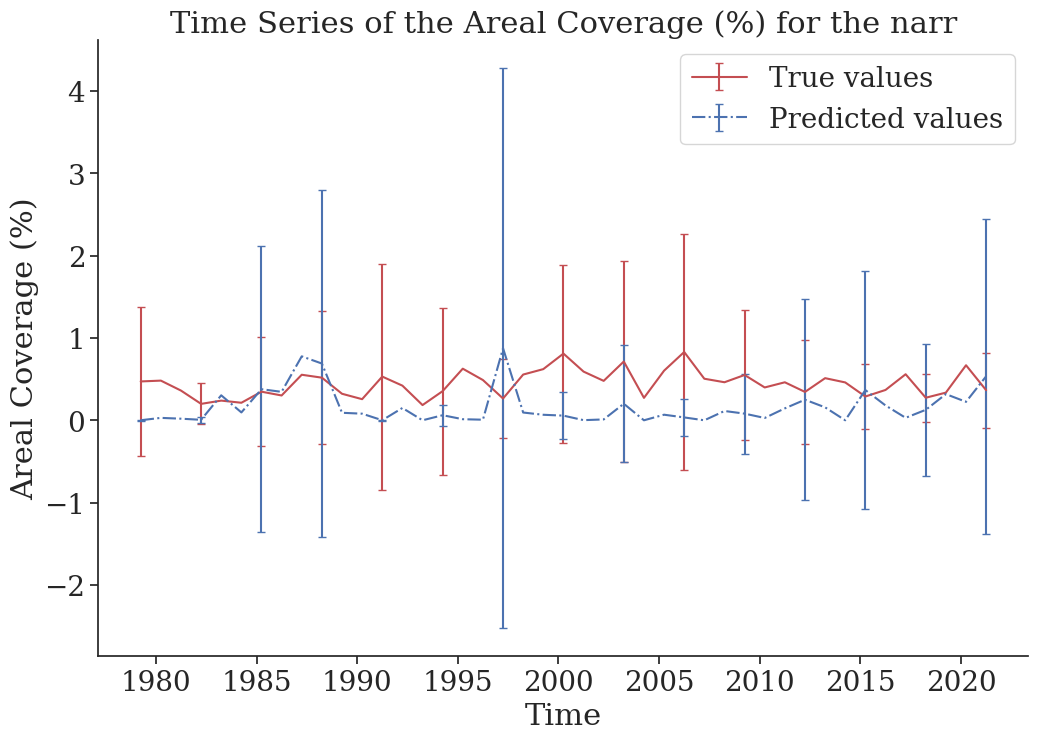 Time Series of the Areal Coverage (%) for the narr
True values
Predicted values
Areal Coverage (%)
4
3
2
1
0
−1
−2
1980 1985 1990 1995 2000 2005 2010 2015 2020
Time